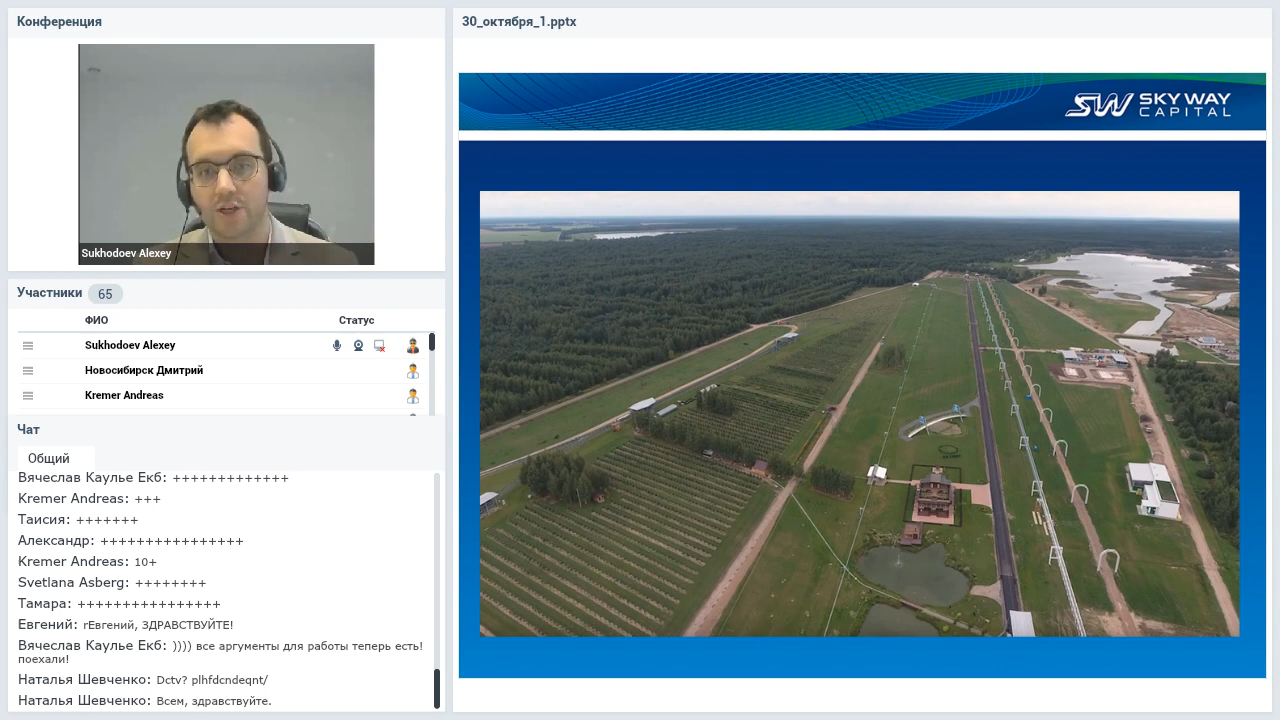 Конференция
Sukhodoev Alexey
Участники 65
ФИО Статус
Sukhodoev Alexey
Новосибирск Дмитрий
Kremer Andreas
Чат
Общий
Вячеслав Каулье Екб: +++++++++++++
Kremer Andreas: +++
Таисия: +++++++
Александр: ++++++++++++++++
Kremer Andreas: 10+
Svetlana Asberg: ++++++++
Тамара: ++++++++++++++++
Евгений: гЕвгений, ЗДРАВСТВУЙТЕ!
Вячеслав Каулье Екб: )))) все аргументы для работы теперь есть!
поехали!
Наталья Шевченко: Dctv? plhfdcndeqnt/
Наталья Шевченко: Всем, здравствуйте.
30_октября_1.pptx
SW SKY WAY
CAPITAL